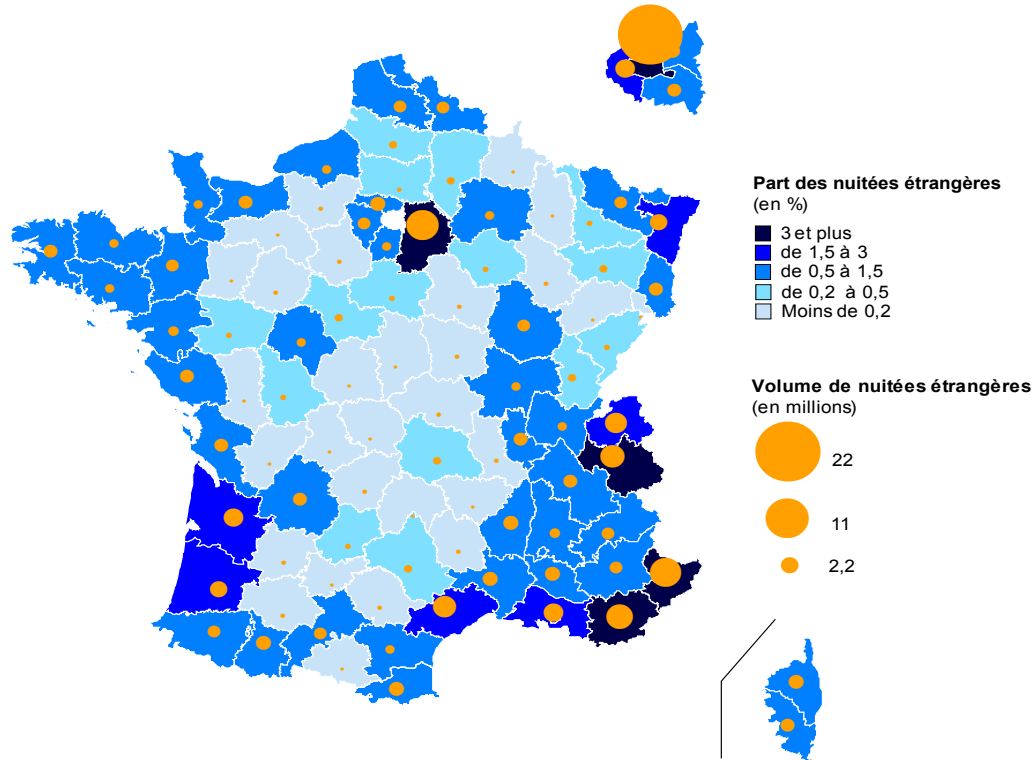 Part des nuitées étrangères
(en %)
3 et plus
de 1,5 à 3
de 0,5 à 1,5
de 0,2 à 0,5
Moins de 0,2
Volume de nuitées étrangères
(en millions)
22
11
2,2